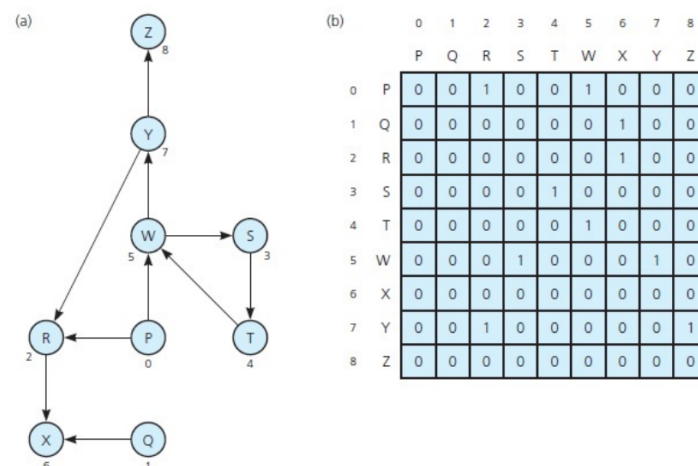 (a)
Z
8
Y
7
W
5
S
3
R
2
P
0
T
4
X
6
Q
1
(b)
0 1 2 3 4 5 6 7 8
P Q R S T W X Y Z
0 P 0 0 1 0 0 1 0 0 0
1 Q 0 0 0 0 0 0 1 0 0
2 R 0 0 0 0 0 0 1 0 0
3 S 0 0 0 0 1 0 0 0 0
4 T 0 0 0 0 0 1 0 0 0
5 W 0 0 0 1 0 0 0 1 0
6 X 0 0 0 0 0 0 0 0 0
7 Y 0 0 1 0 0 0 0 0 1
8 Z 0 0 0 0 0 0 0 0 0